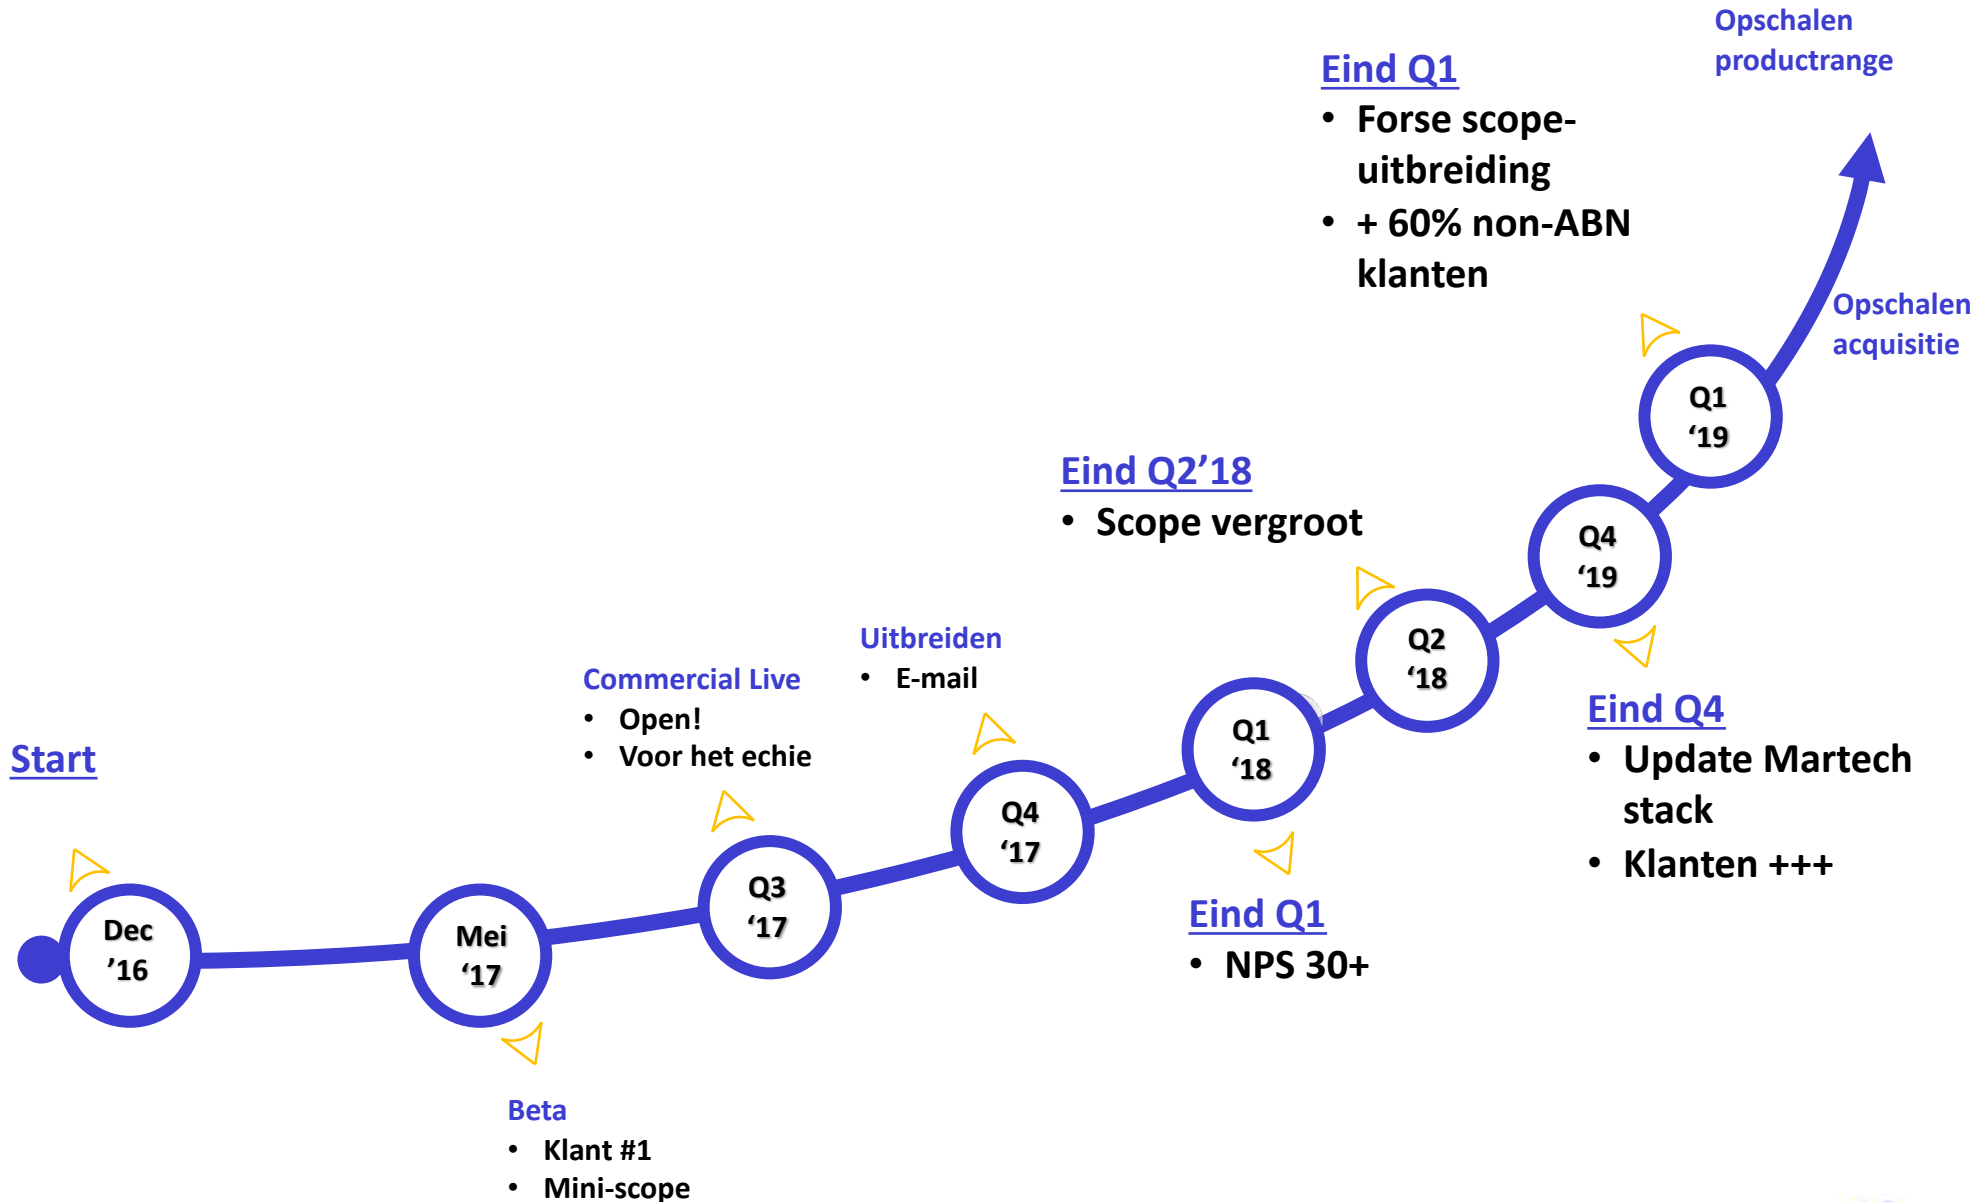 Start
Dec
’16
Mei
‘17
Beta
• Klant #1
• Mini-scope
Commercial Live
• Open!
• Voor het echie
Q3
‘17
Uitbreiden
• E-mail
Q4
‘17
Q1
‘18
Eind Q1
• NPS 30+
Eind Q2’18
• Scope vergroot
Q2
‘18
Q4
‘19
Eind Q4
• Update Martech
stack
• Klanten +++
Eind Q1
• Forse scope-
uitbreiding
• + 60% non-ABN
klanten
Q1
‘19
Opschalen
productrange
Opschalen
acquisitie